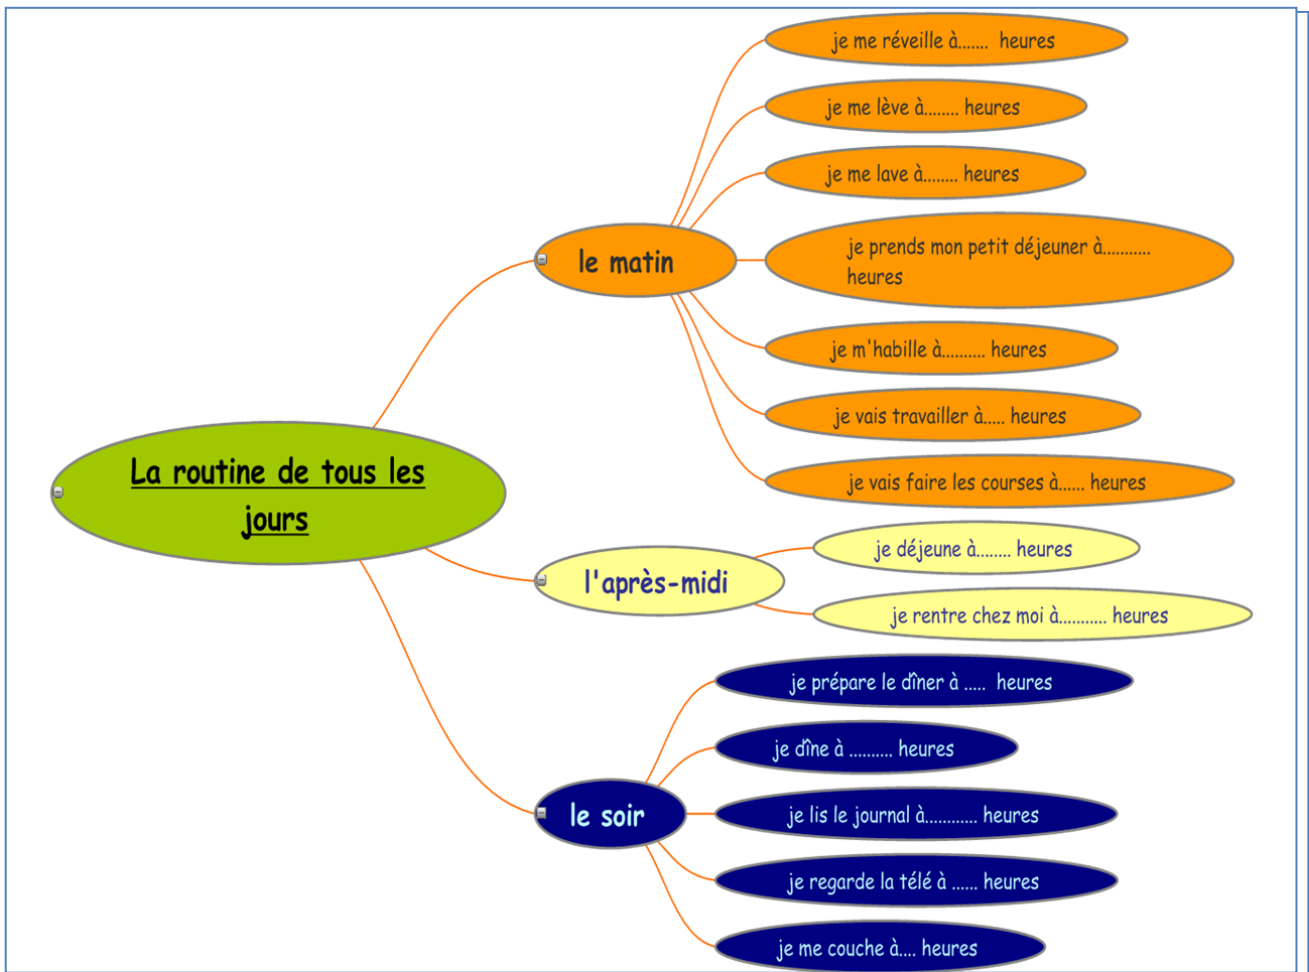 La routine de tous les
jours
le matin
je me réveille à.......  heures
je me lève à........ heures
je me lave à........ heures
je prends mon petit déjeuner à...........
heures
je m'habille à.......... heures
je vais travailler à..... heures
je vais faire les courses à...... heures
l'après-midi
je déjeune à........ heures
je rentre chez moi à........... heures
le soir
je prépare le dîner à .....  heures
je dîne à .......... heures
je lis le journal à............ heures
je regarde la télé à ...... heures
je me couche à.... heures